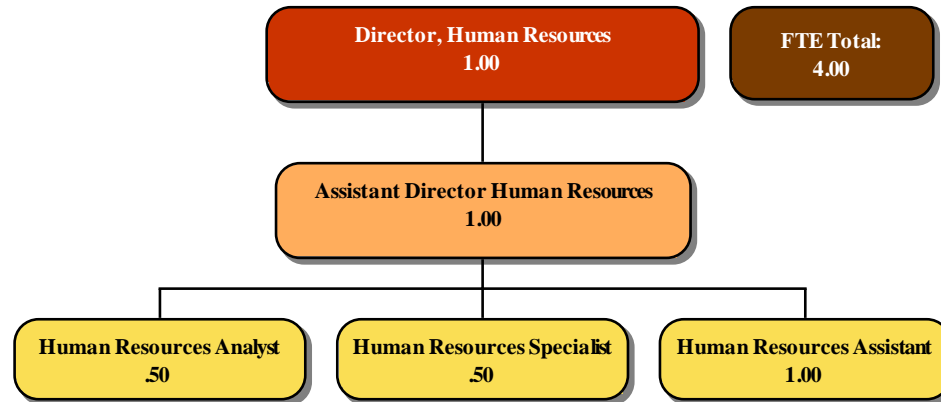 Director, Human Resources
1.00
FTE Total:
4.00
Assistant Director Human Resources
1.00
Human Resources Analyst
.50
Human Resources Specialist
.50
Human Resources Assistant
1.00